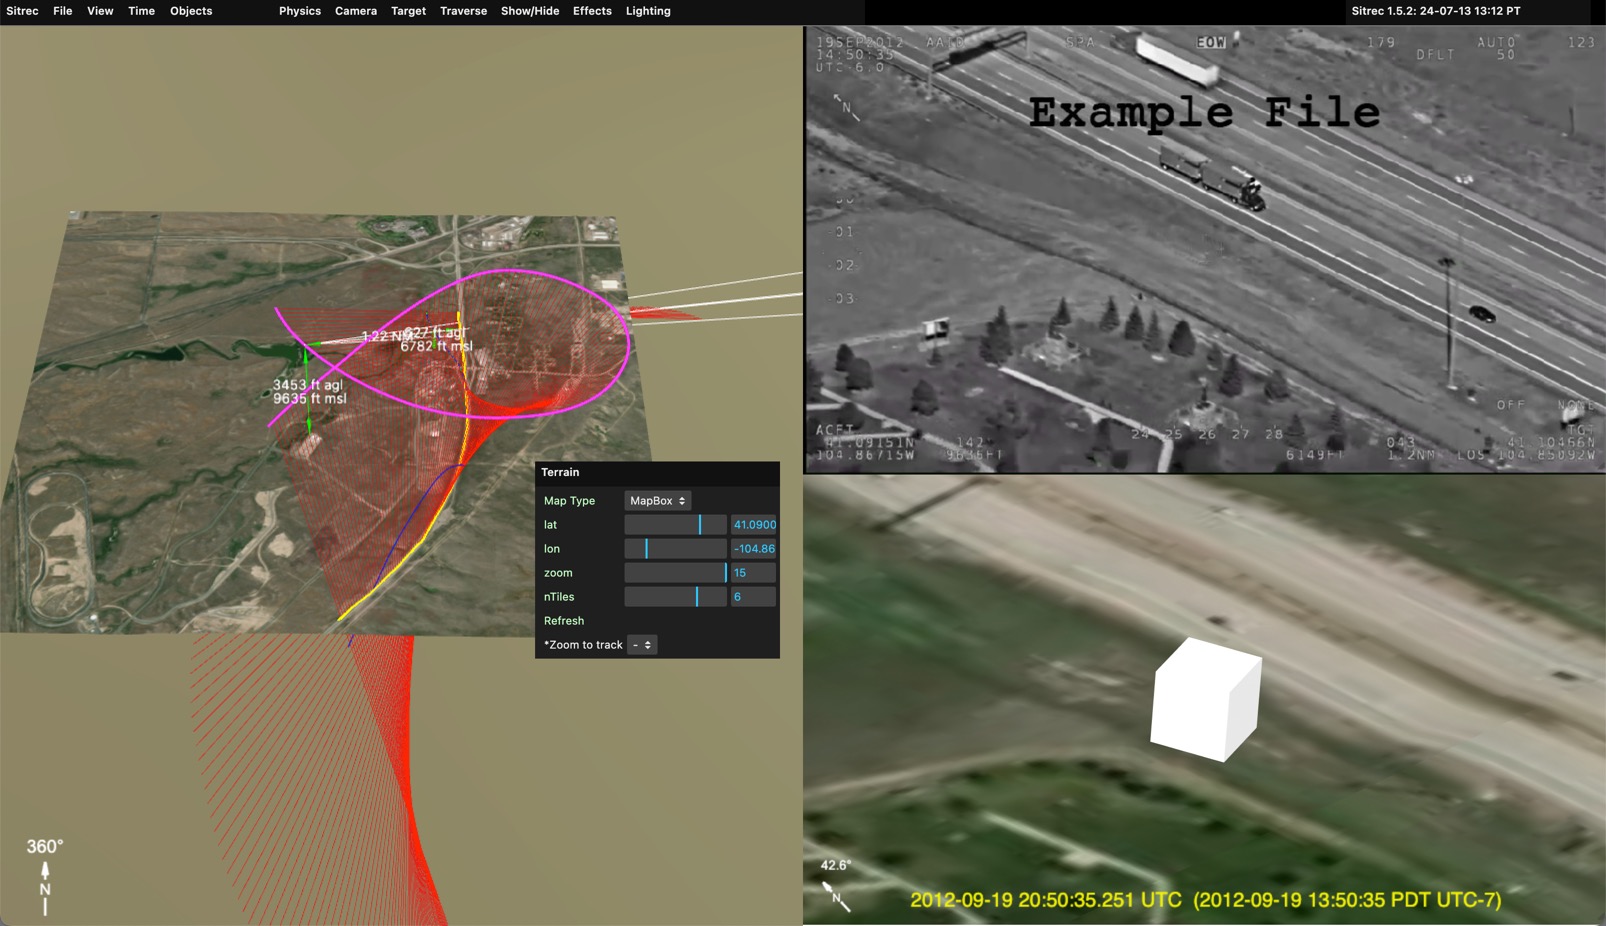 Sitrec File View Time Objects Physics Camera Target Traverse Show/Hide Effects Lighting Sitrec 1.5.2: 24-07-13 13:12 PT
1.22 NM 627 ft agl
6782 ft msl
3453 ft agl
9635 ft msl
Terrain
Map Type MapBox
lat 41.0900
lon -104.86
zoom 15
nTiles 6
Refresh
*Zoom to track -
360°
N
19SEP2012 AATD SPA EOW 179 AUTO 123
14:50:35 DFLT 50
UTC-6.0
N
Example File
-01
-02
-03
OFF NONE
24 25 26 27 28
ACFT TGT
41.09151N 142 043 41.10466N
104.86715W 9636FT 6149FT 1.2NM LOS 104.85092W
42.6°
N
2012-09-19 20:50:35.251 UTC (2012-09-19 13:50:35 PDT UTC-7)